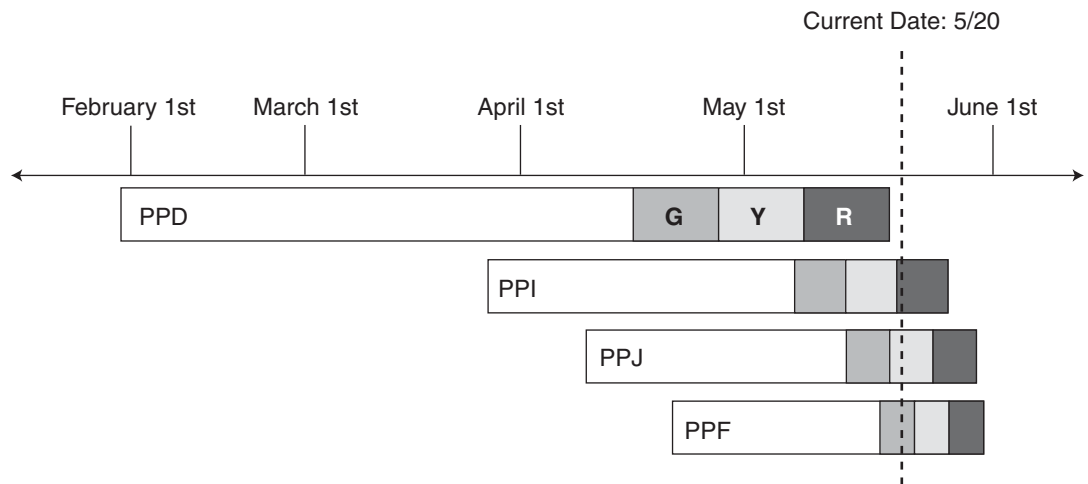 Current Date: 5/20
February 1st March 1st April 1st May 1st June 1st
PPD G Y R
PPI
PPJ
PPF